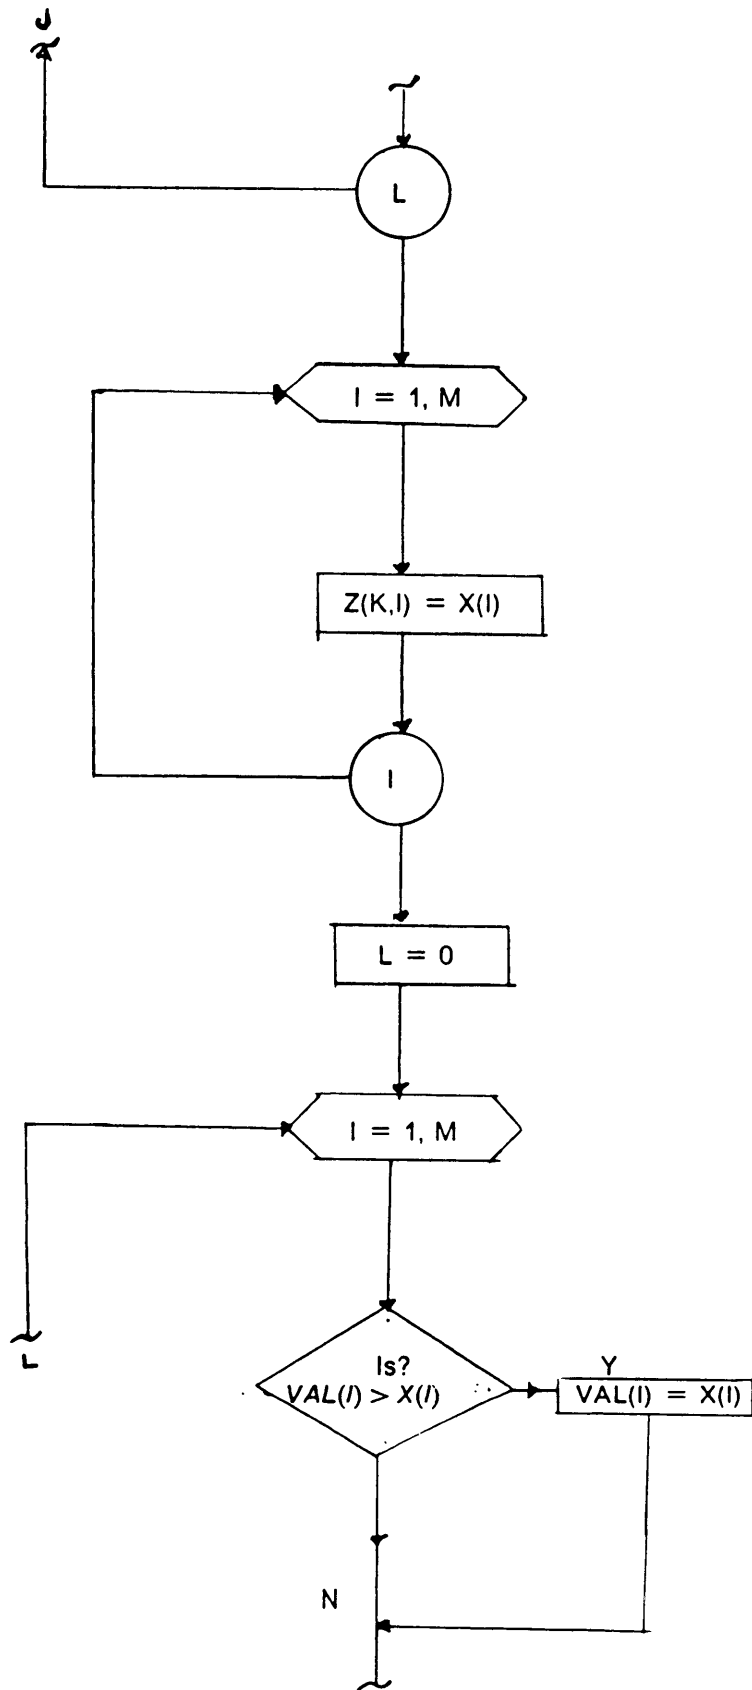 J
L
I = 1, M
Z(K,I) = X(I)
I
L = 0
I = 1, M
L
Is?
VAL(I) > X(I)
Y
VAL(I) = X(I)
N